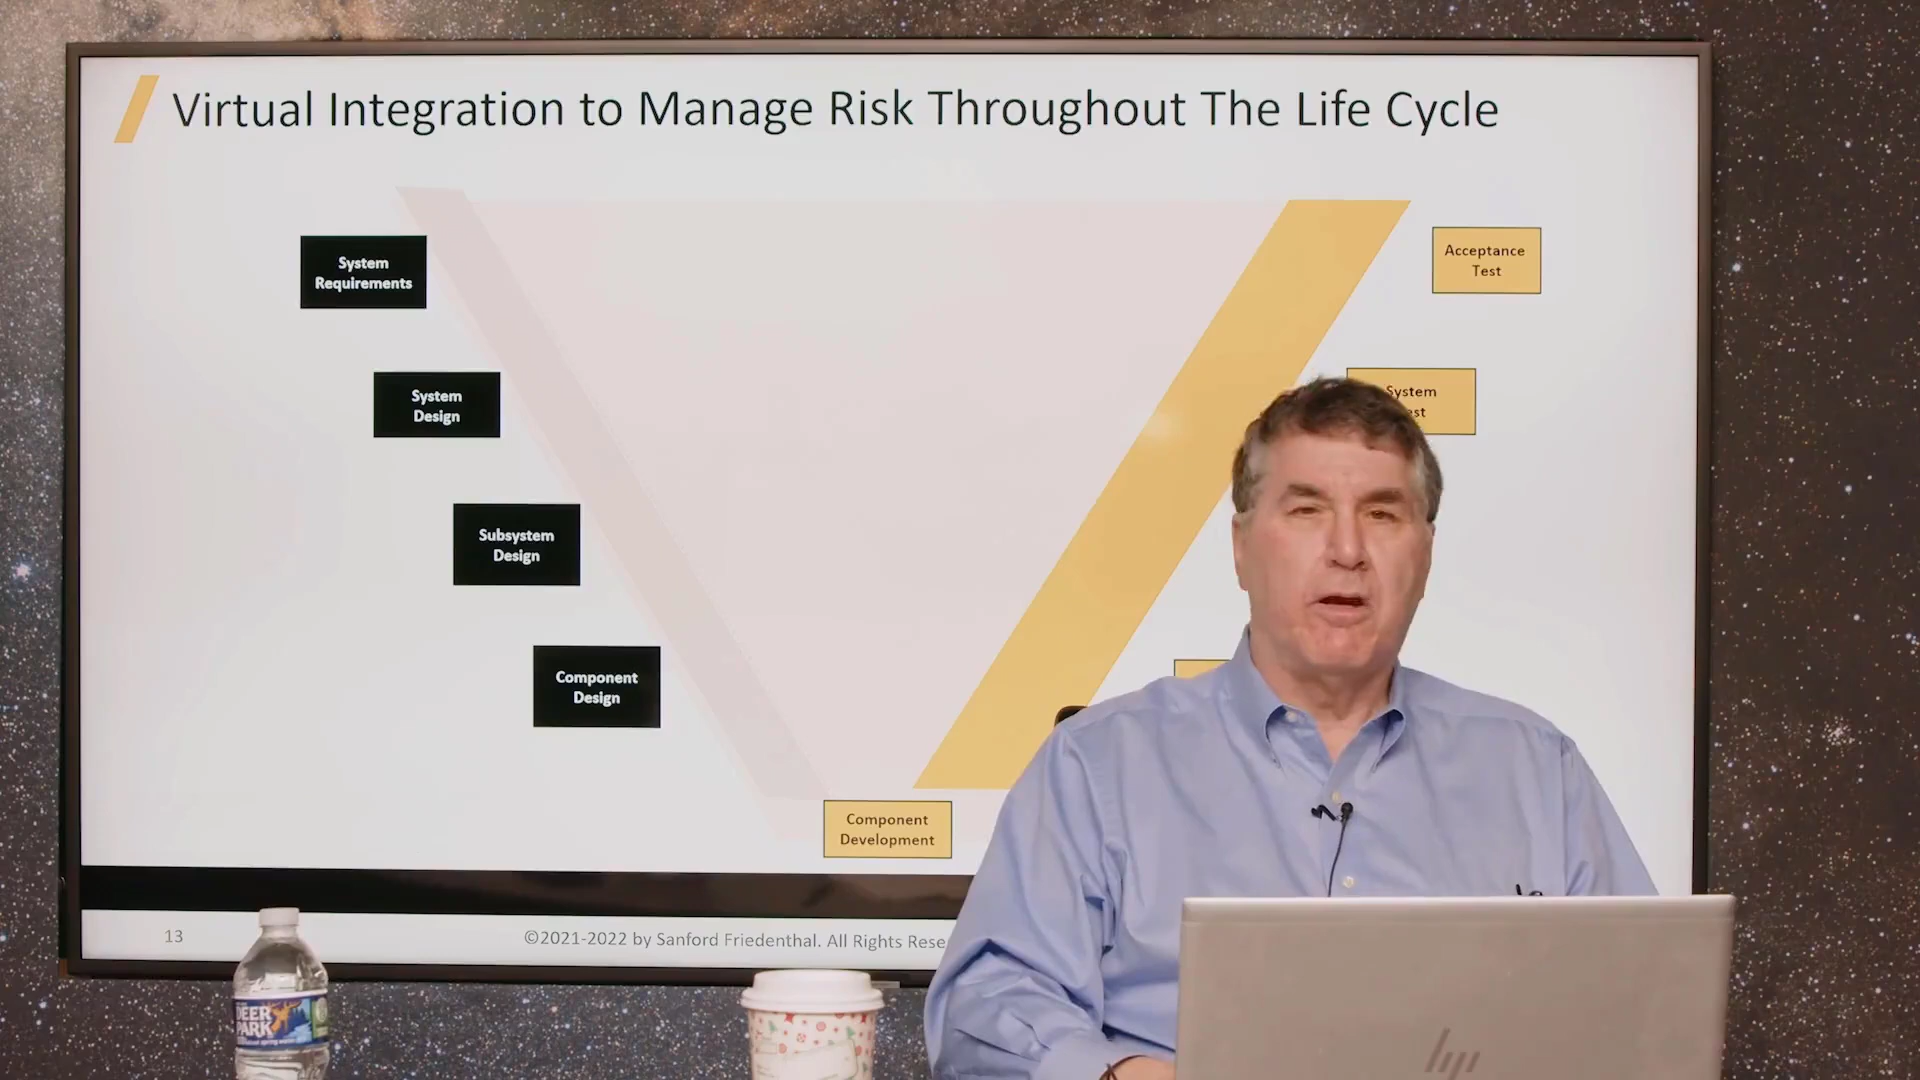 Virtual Integration to Manage Risk Throughout The Life Cycle
System
Requirements
Acceptance
Test
System
Design
System
Subsystem
Design
Component
Design
Component
Development
13
©2021-2022 by Sanford Friedenthal. All Rights
DEER
PARK
hp